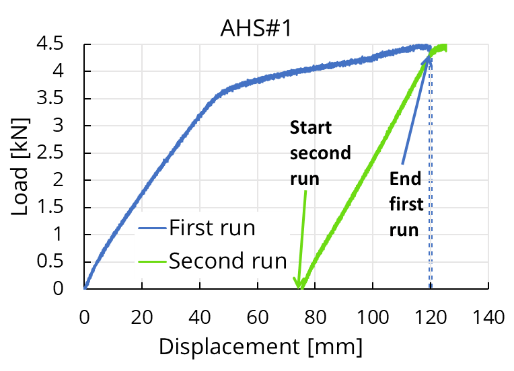 AHS#1
4.5
4
3.5
3
2.5
2
1.5
1
0.5
0
Load [kN]
Start
second
run
End
first
run
First run
Second run
0 20 40 60 80 100 120 140
Displacement [mm]